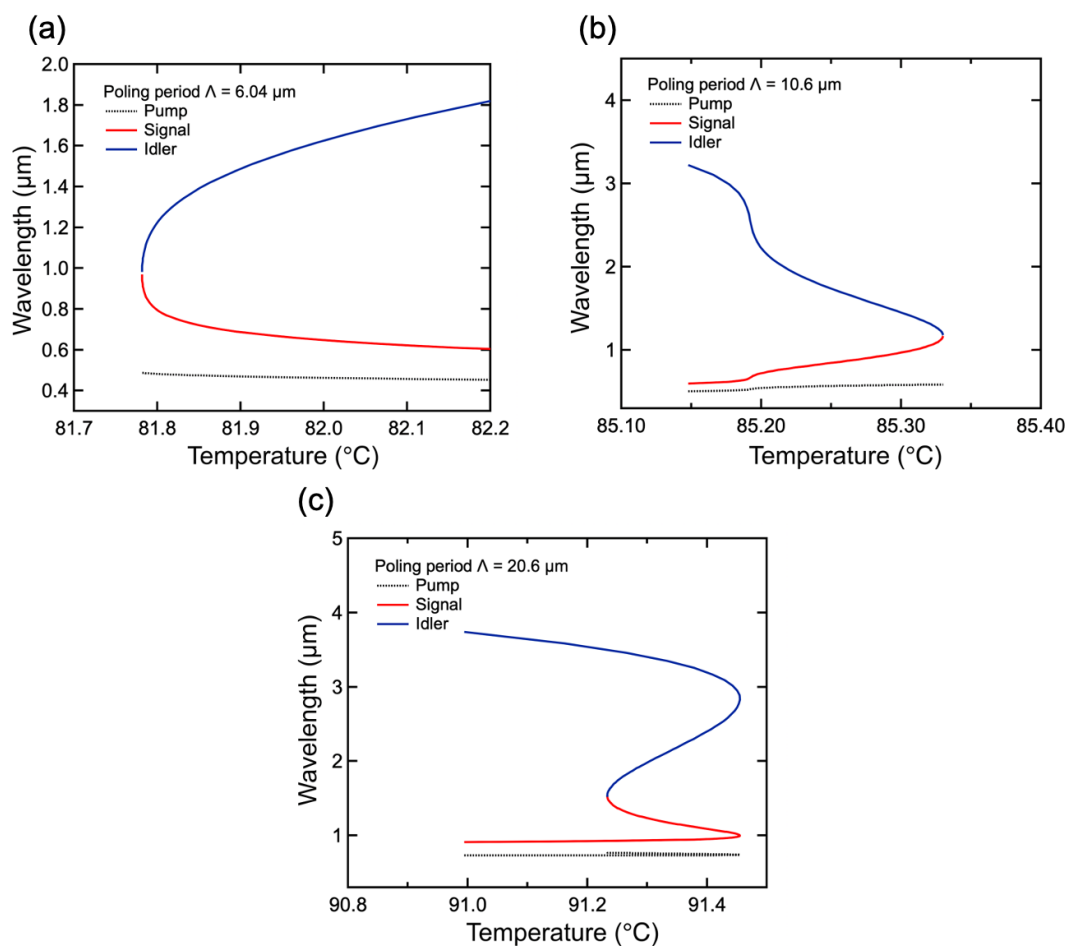 (a)
Poling period Λ = 6.04 μm
Pump
Signal
Idler
2.0
1.8
1.6
1.4
1.2
1.0
0.8
0.6
0.4
Wavelength (μm)
81.7
81.8
81.9
82.0
82.1
82.2
Temperature (°C)
(b)
Poling period Λ = 10.6 μm
Pump
Signal
Idler
4
3
2
1
Wavelength (μm)
85.10
85.20
85.30
85.40
Temperature (°C)
(c)
Poling period Λ = 20.6 μm
Pump
Signal
Idler
5
4
3
2
1
Wavelength (μm)
90.8
91.0
91.2
91.4
Temperature (°C)